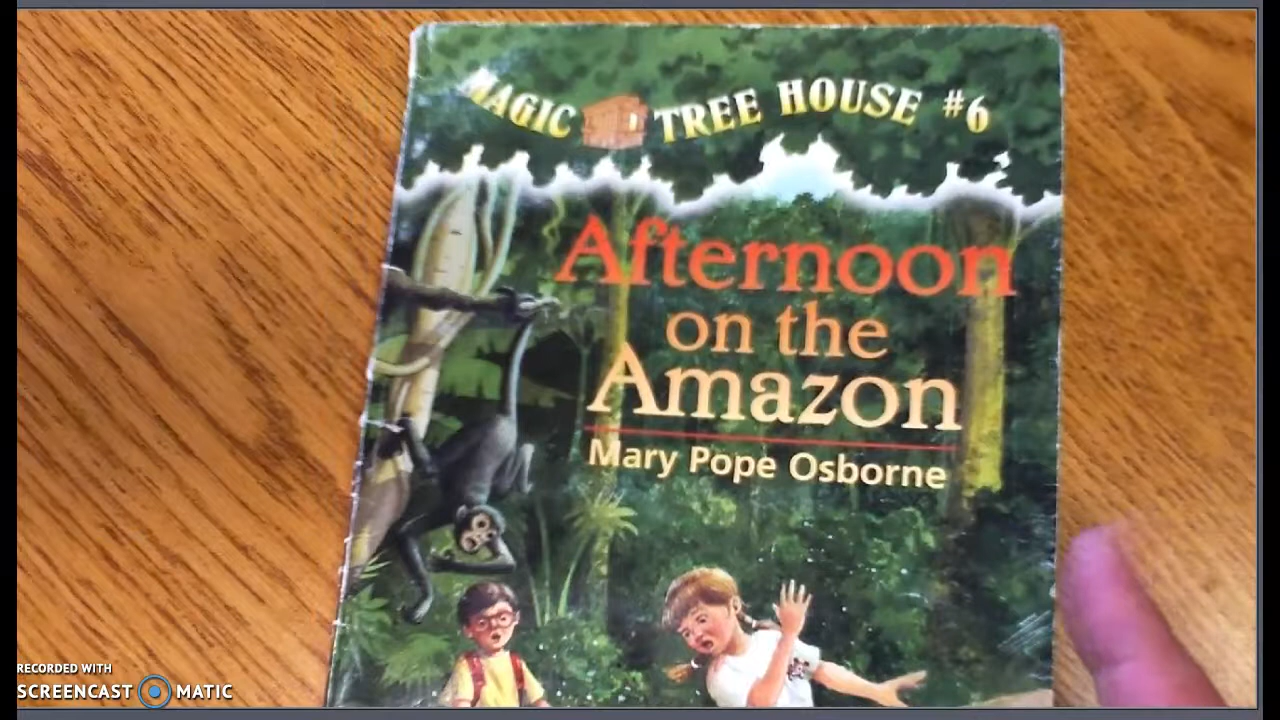 MAGIC TREE HOUSE #6
Afternoon
on the
Amazon
Mary Pope Osborne
RECORDED WITH
SCREENCAST MATIC